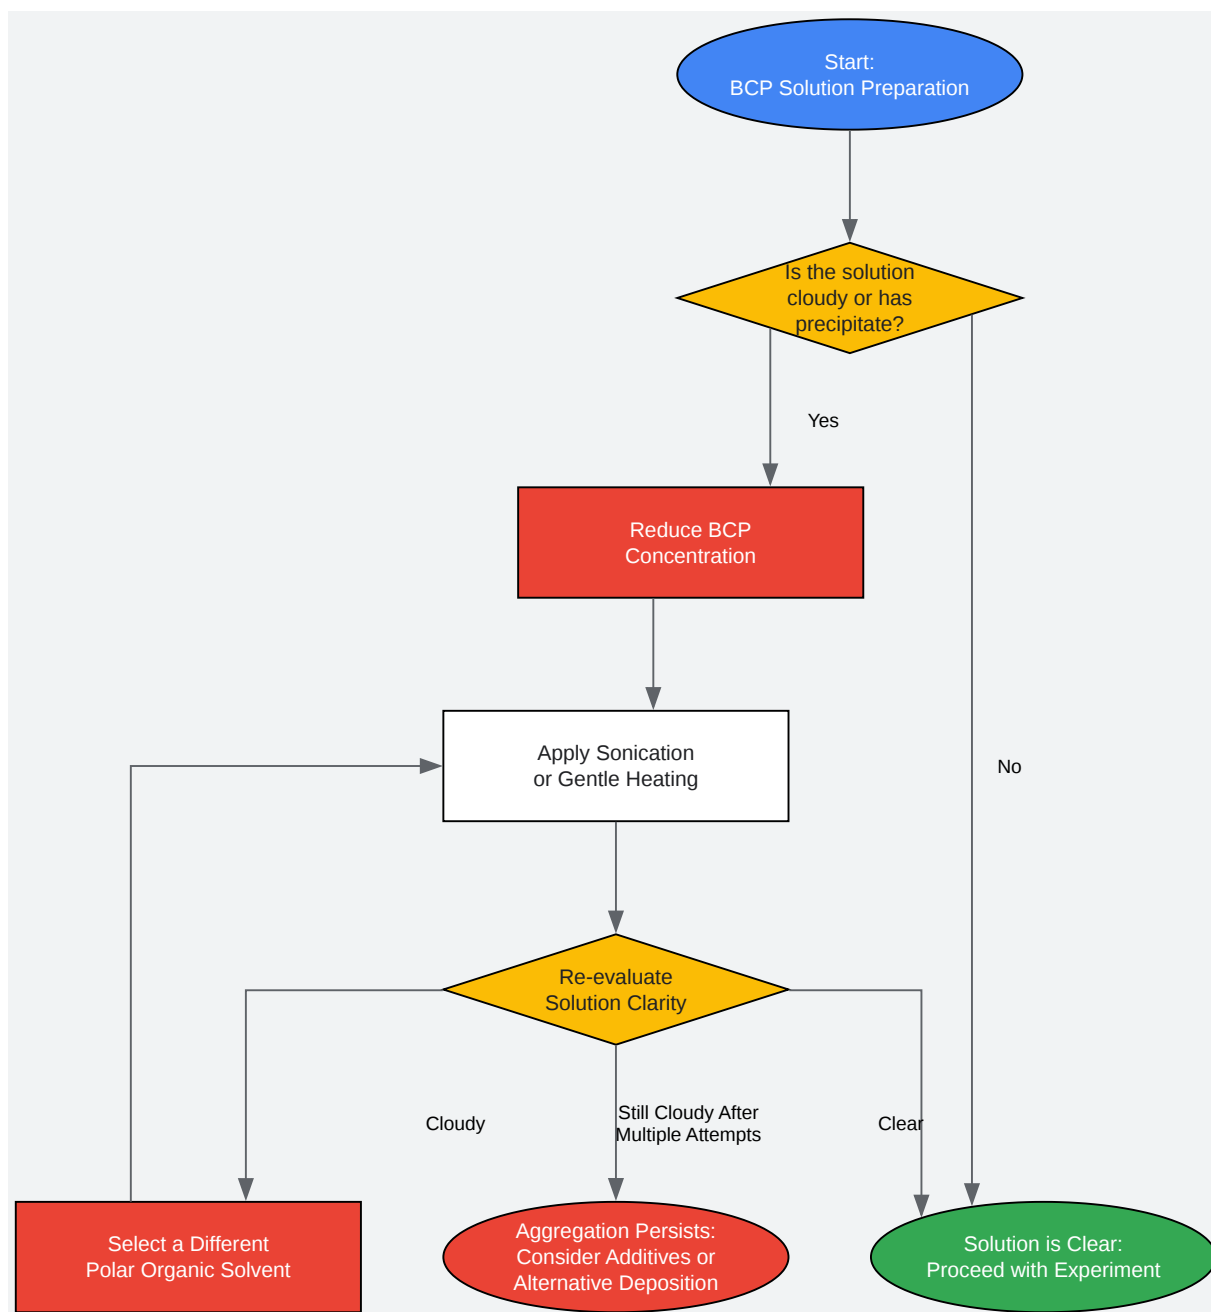 Start:
BCP Solution Preparation
Is the solution
cloudy or has
precipitate?
Yes
Reduce BCP
Concentration
Apply Sonication
or Gentle Heating
No
Re-evaluate
Solution Clarity
Cloudy
Still Cloudy After
Multiple Attempts
Clear
Select a Different
Polar Organic Solvent
Aggregation Persists:
Consider Additives or
Alternative Deposition
Solution is Clear:
Proceed with Experiment